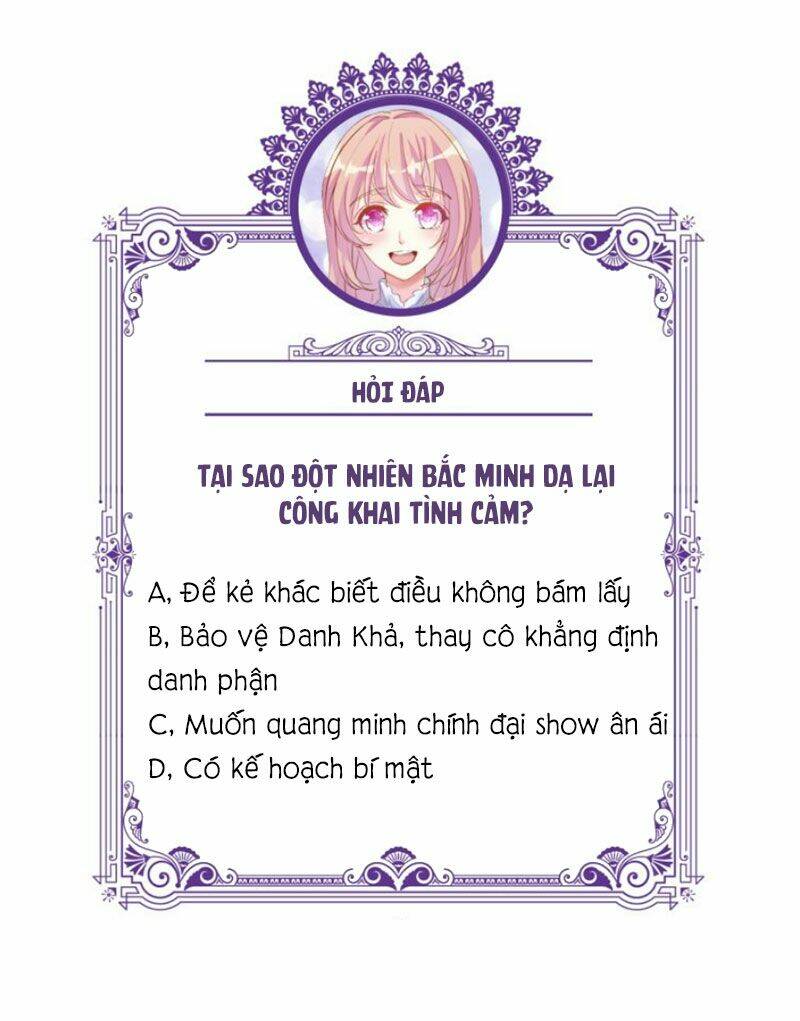 HỎI ĐÁP
TẠI SAO ĐỘT NHIÊN BẮC MINH DẠ LẠI
CÔNG KHAI TÌNH CẢM?
A, Để kẻ khác biết điều không bám lấy
B, Bảo vệ Danh Khả, thay cô khẳng định
danh phận
C, Muốn quang minh chính đại show ân ái
D, Có kế hoạch bí mật